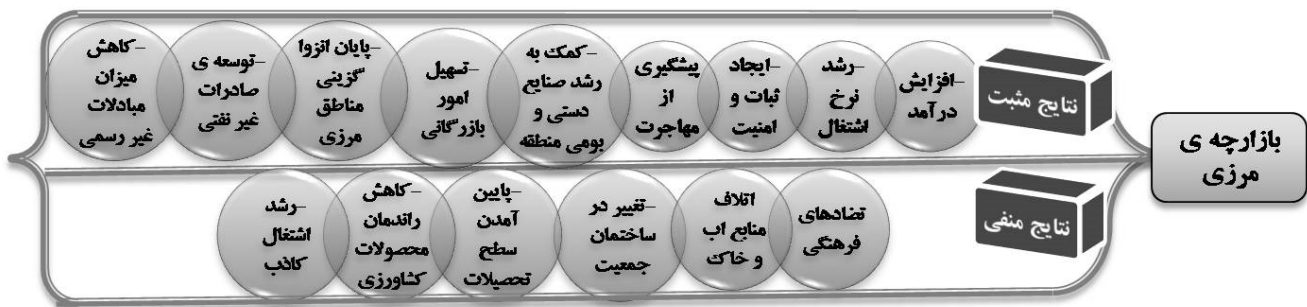 بازارچه ی
مرزی
نتایج مثبت
-افزایش
درآمد
-رشد
نرخ
اشتغال
-ایجاد
ثبات و
امنیت
پیشگیری
از
مهاجرت
-کمک به
رشد صنایع
دستی و
بومی منطقه
-تسهیل
امور
بازرگانی
-پایان انزوا
گزینی
مناطق
مرزی
-توسعه ی
صادرات
غیر نفتی
-کاهش
میزان
مبادلات
غیر رسمی
نتایج منفی
تضادهای
فرهنگی
اتلاف
منابع اب
و خاک
-تغییر در
ساختمان
جمعیت
-پایین
آمدن
سطح
تحصیلات
-کاهش
راندمان
محصولات
کشاورزی
-رشد
اشتغال
کاذب